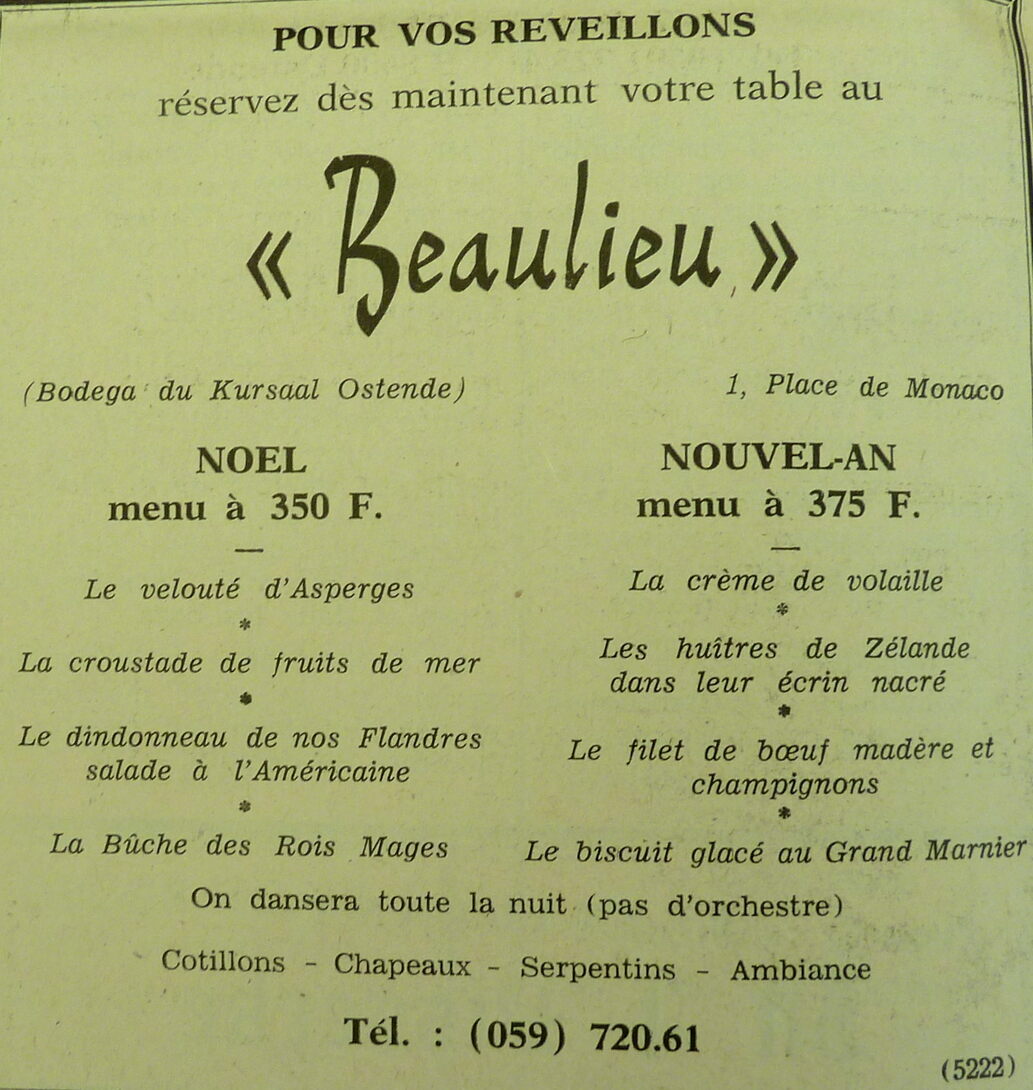 POUR VOS REVEILLONS
réservez dès maintenant votre table au
« Beaulieu »
(Bodega du Kursaal Ostende)
1, Place de Monaco
NOEL
menu à 350 F.
Le velouté d'Asperges
*
La croustade de fruits de mer
*
Le dindonneau de nos Flandres
salade à l'Américaine
*
La Bûche des Rois Mages
NOUVEL-AN
menu à 375 F.
La crème de volaille
*
Les huîtres de Zélande
dans leur écrin nacré
*
Le filet de bœuf madère et
champignons
*
Le biscuit glacé au Grand Marnier
On dansera toute la nuit (pas d'orchestre)
Cotillons - Chapeaux - Serpentins - Ambiance
Tél. : (059) 720.61
(5222)